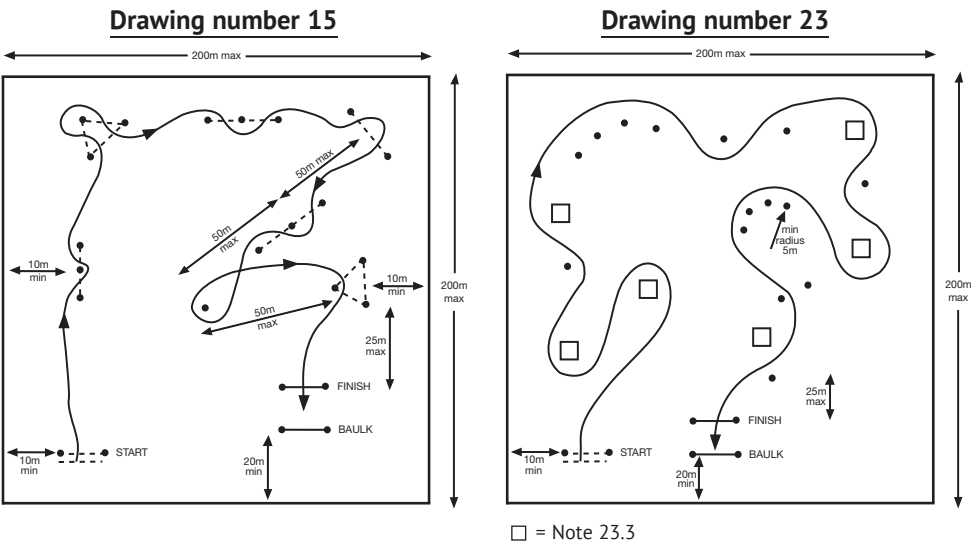 Drawing number 15
200m max
50m max
50m
max
10m
min
10m
min
200m
max
50m
max
25m
max
FINISH
BAULK
START
10m
min
20m
min
Drawing number 23
200m max
min
radius
5m
200m
max
25m
max
FINISH
BAULK
START
10m
min
20m
min
□ = Note 23.3